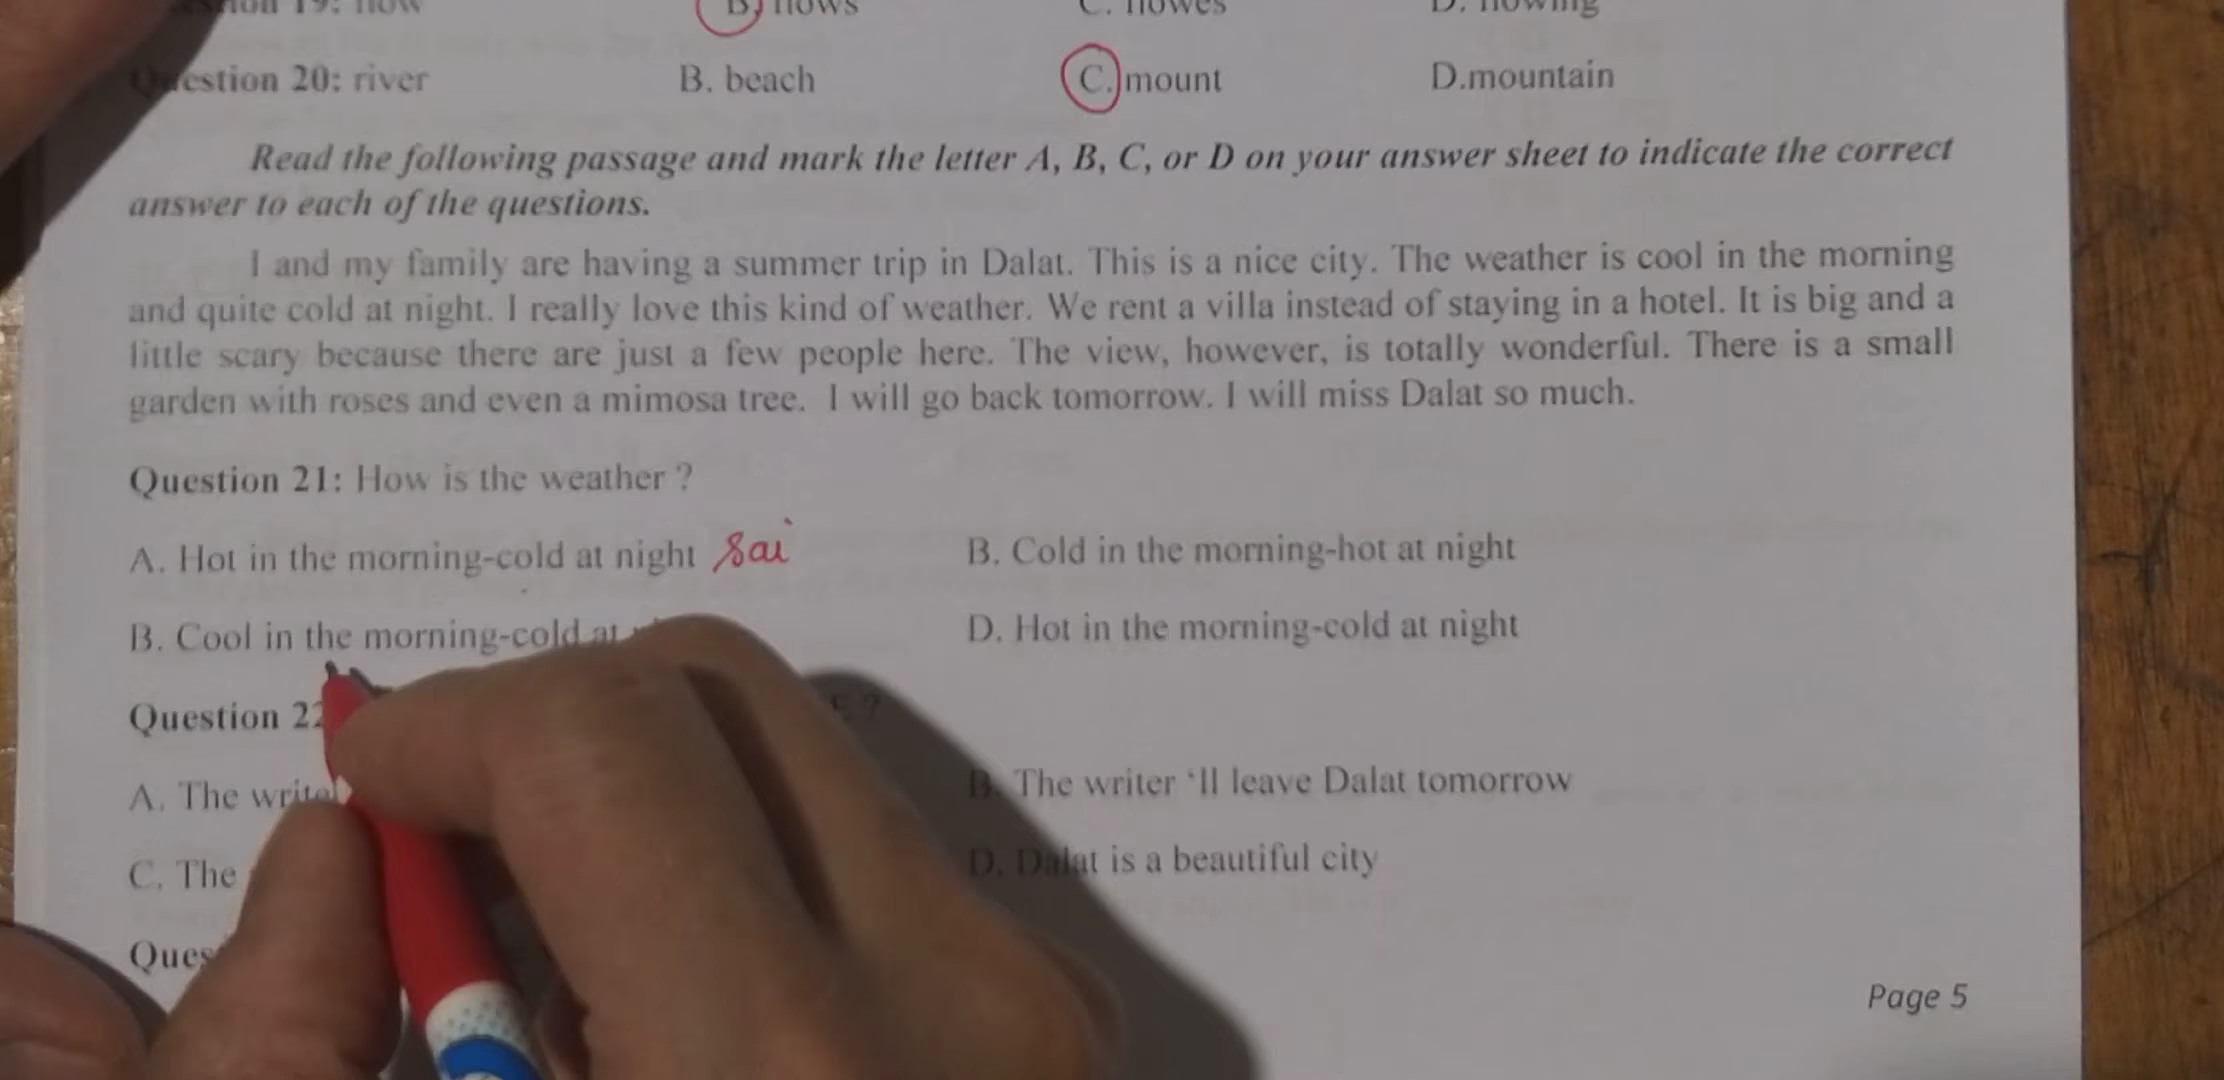 19:
B,
Question 20: river B. beach C. mount D.mountain
Read the following passage and mark the letter A, B, C, or D on your answer sheet to indicate the correct
answer to each of the questions.
I and my family are having a summer trip in Dalat. This is a nice city. The weather is cool in the morning
and quite cold at night. I really love this kind of weather. We rent a villa instead of staying in a hotel. It is big and a
little scary because there are just a few people here. The view, however, is totally wonderful. There is a small
garden with roses and even a mimosa tree. I will go back tomorrow. I will miss Dalat so much.
Question 21: How is the weather ?
A. Hot in the morning-cold at night sai B. Cold in the morning-hot at night
B. Cool in the morning-cold at D. Hot in the morning-cold at night
Question ?
A. The B. The writer ‘ll leave Dalat tomorrow
C. The D. Dalat is a beautiful city
Page 5